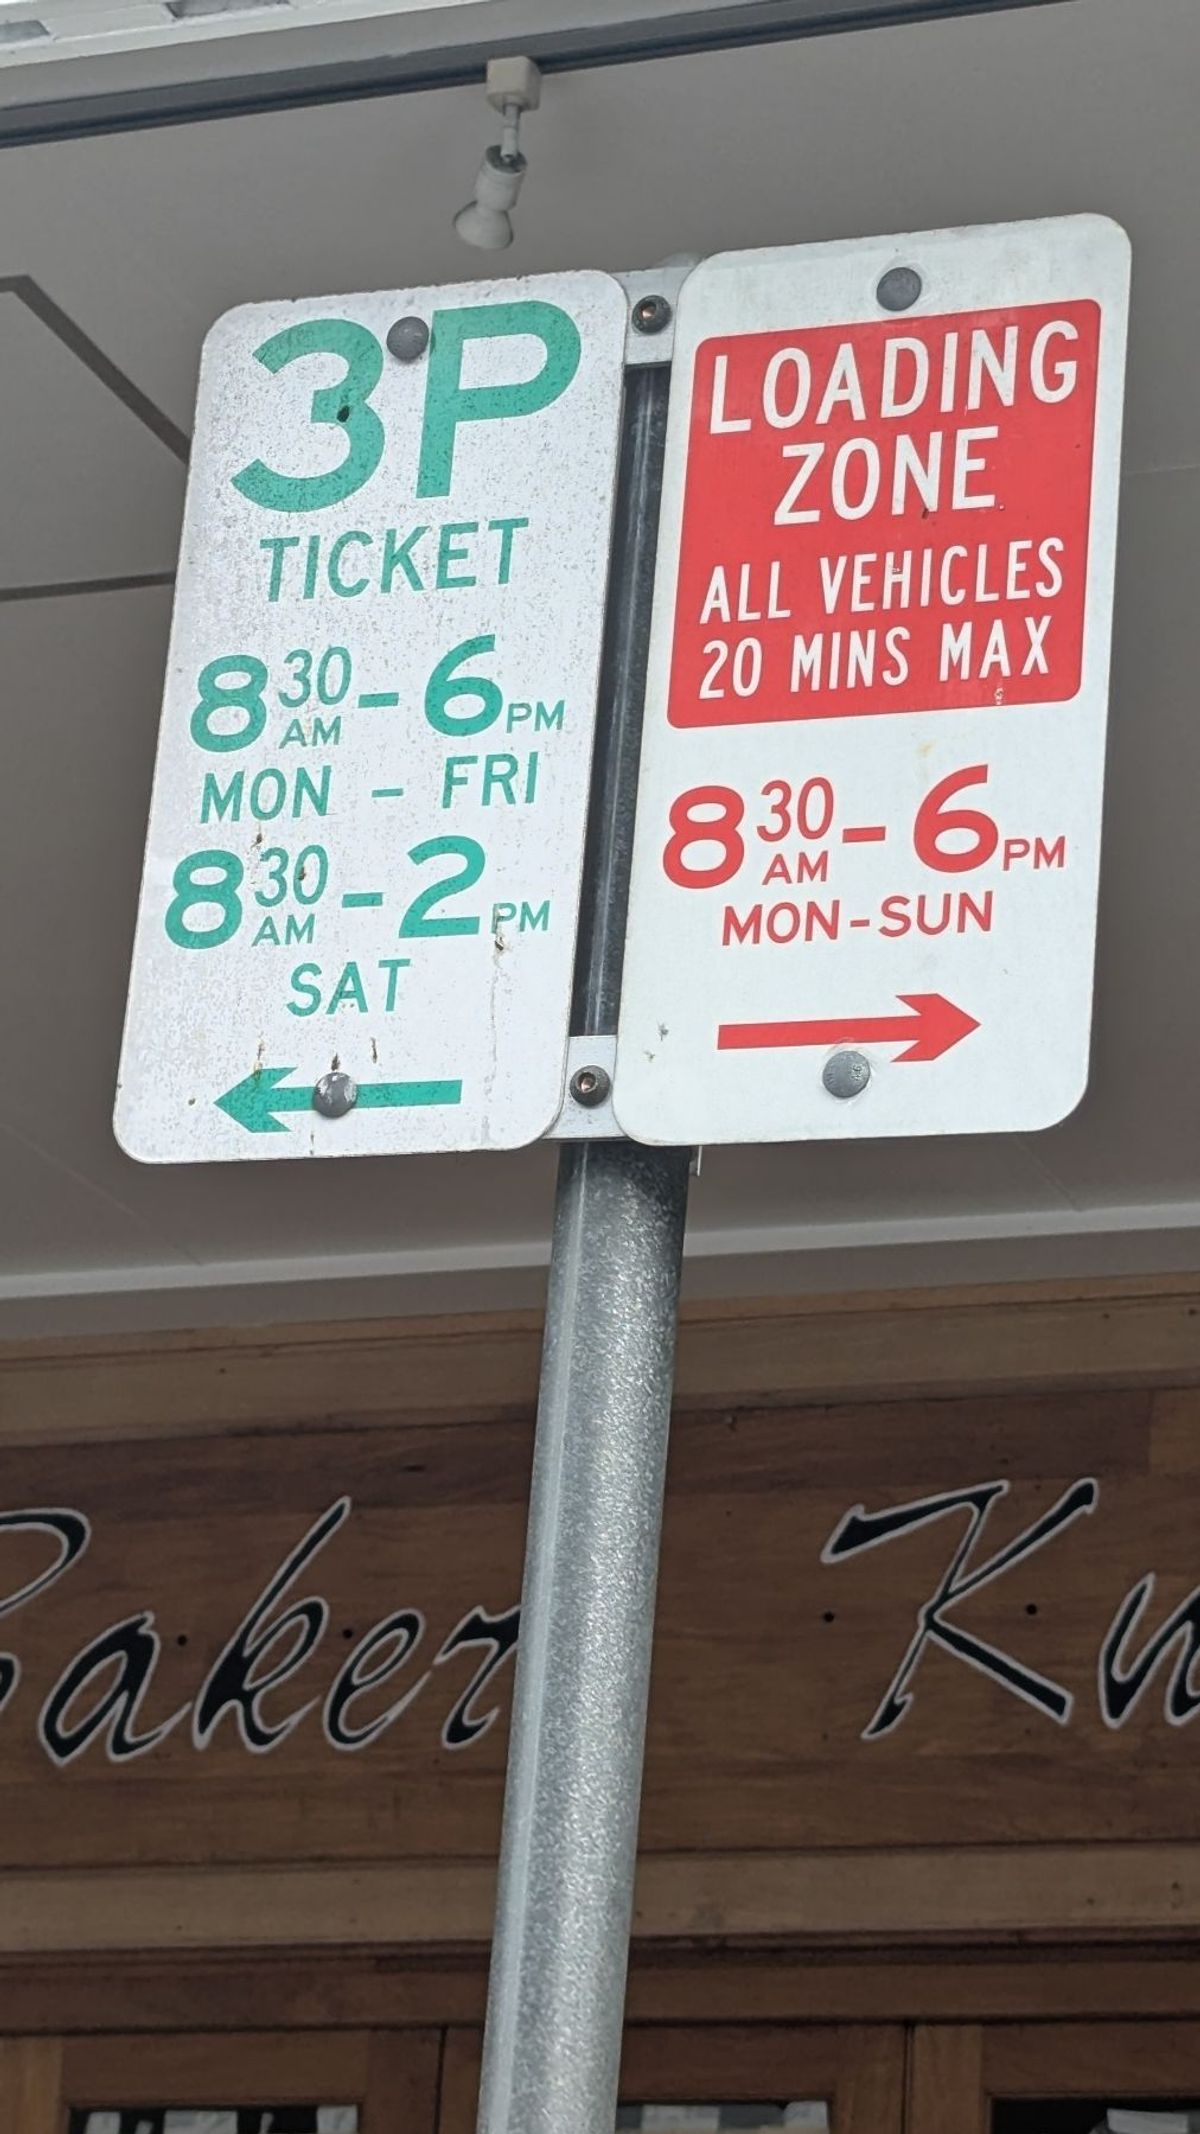 3P
TICKET
8 30 AM - 6 PM
MON - FRI
8 30 AM - 2 PM
SAT
LOADING
ZONE
ALL VEHICLES
20 MINS MAX
8 30 AM - 6 PM
MON-SUN
Baker